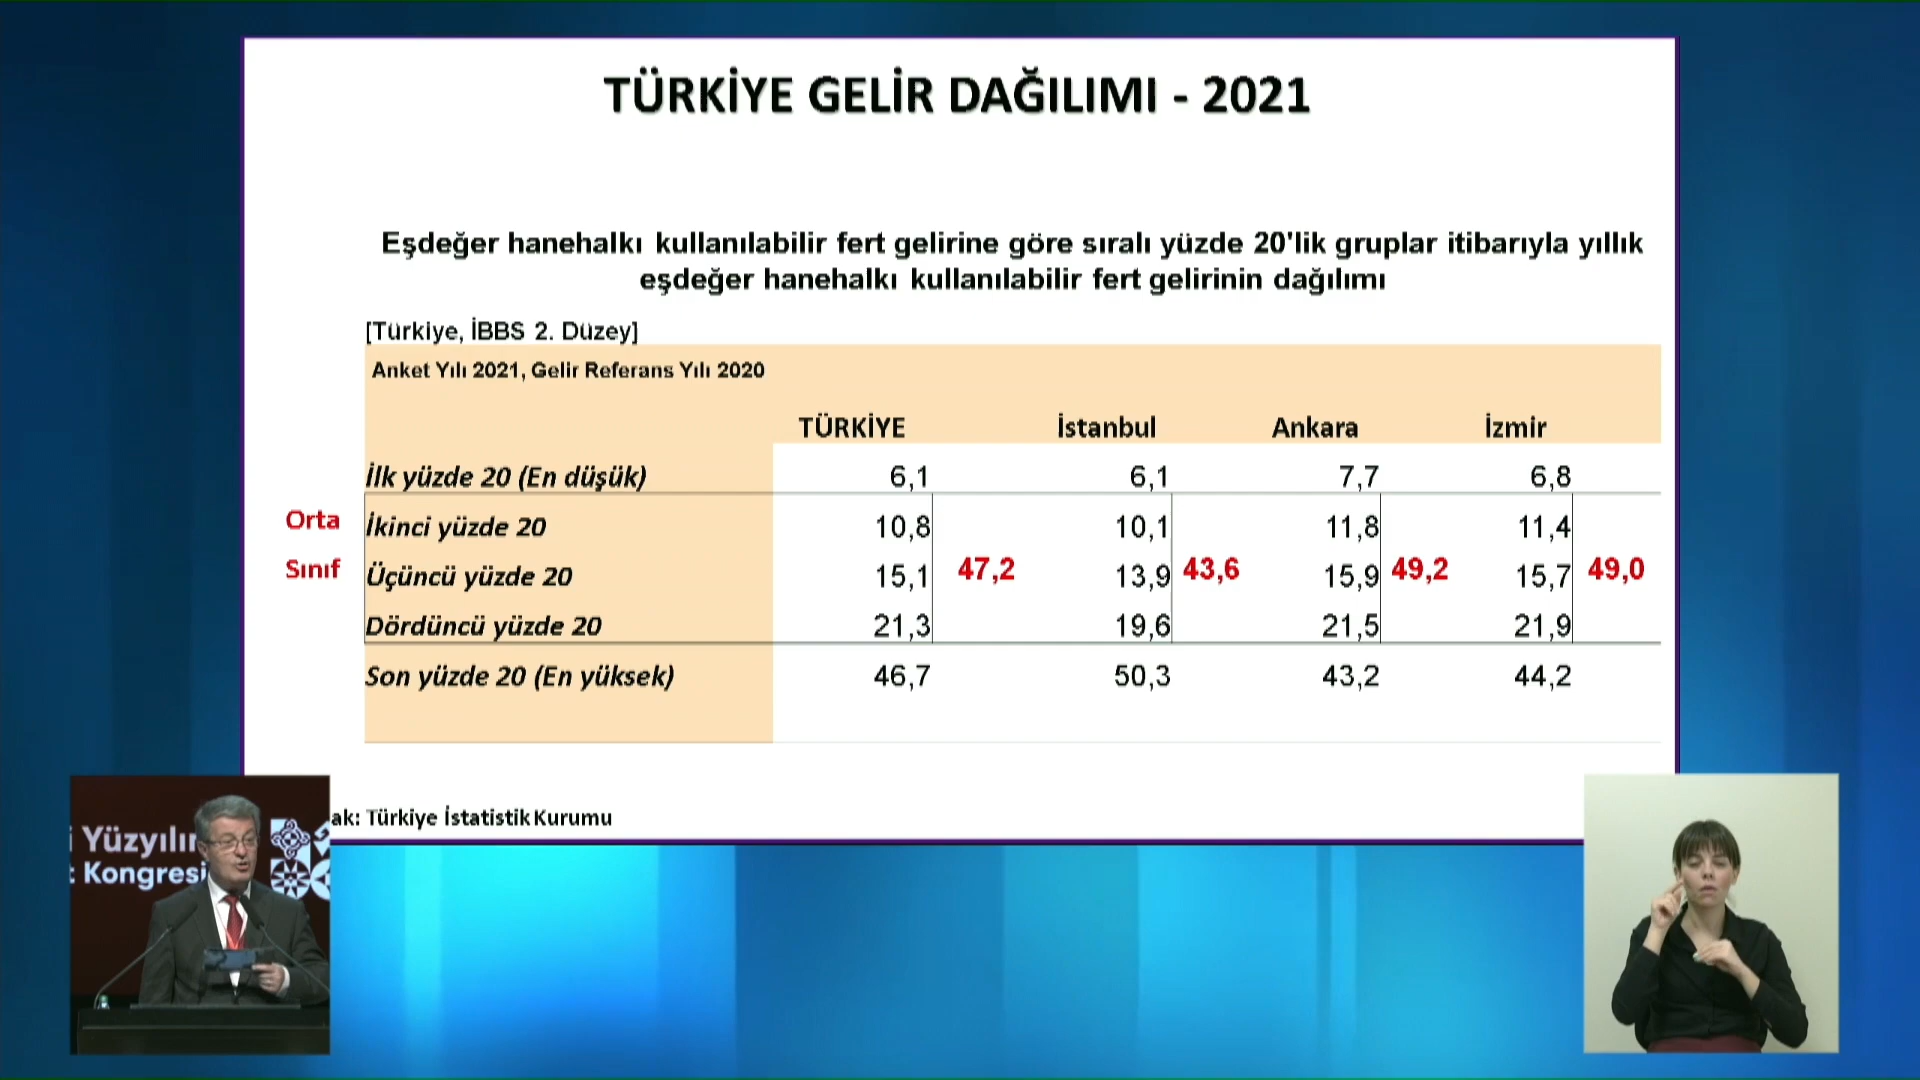 TÜRKİYE GELİR DAĞILIMI - 2021
Eşdeğer hanehalkı kullanılabilir fert gelirine göre sıralı yüzde 20'lik gruplar itibarıyla yıllık
eşdeğer hanehalkı kullanılabilir fert gelirinin dağılımı
[Türkiye, İBBS 2. Düzey]
Anket Yılı 2021, Gelir Referans Yılı 2020
TÜRKİYE İstanbul Ankara İzmir
İlk yüzde 20 (En düşük) 6,1 6,1 7,7 6,8
Orta İkinci yüzde 20 10,8 10,1 11,8 11,4
Sınıf Üçüncü yüzde 20 15,1 47,2 13,9 43,6 15,9 49,2 15,7 49,0
Dördüncü yüzde 20 21,3 19,6 21,5 21,9
Son yüzde 20 (En yüksek) 46,7 50,3 43,2 44,2
ak: Türkiye İstatistik Kurumu
i Yüzyılın
t Kongresi